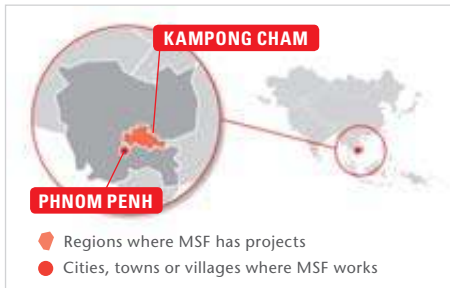 KAMPONG CHAM
PHNOM PENH
Regions where MSF has projects
Cities, towns or villages where MSF works